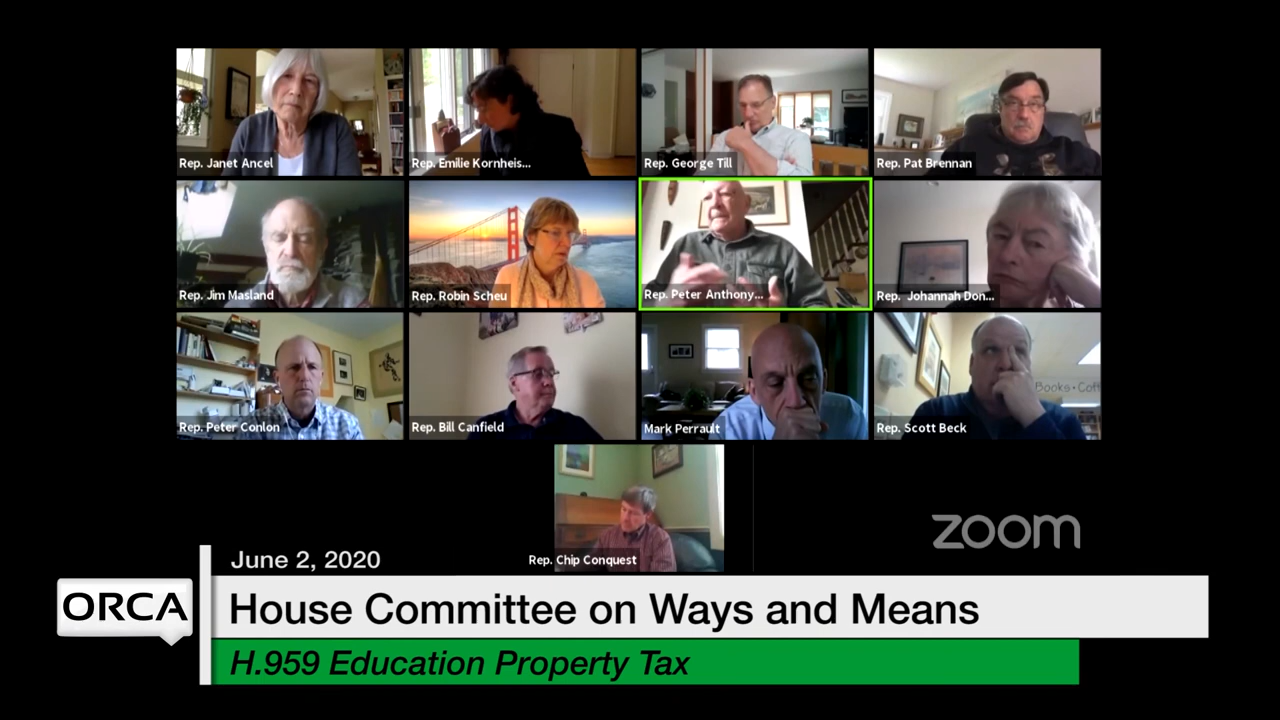 Rep. Janet Ancel
Rep. Emilie Kornheis...
Rep. George Till
Rep. Pat Brennan
Rep. Jim Masland
Rep. Robin Scheu
Rep. Peter Anthony...
Rep. Johannah Don...
Rep. Peter Conlon
Rep. Bill Canfield
Mark Perrault
Rep. Scott Beck
Books•Cof
Rep. Chip Conquest
zoom
June 2, 2020
ORCA
House Committee on Ways and Means
H.959 Education Property Tax